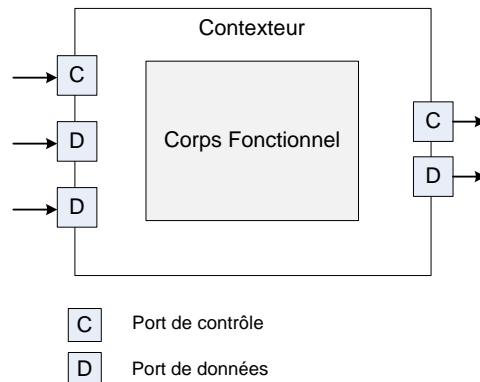 Contexteur
C
D
D
Corps Fonctionnel
C
D
C Port de contrôle
D Port de données